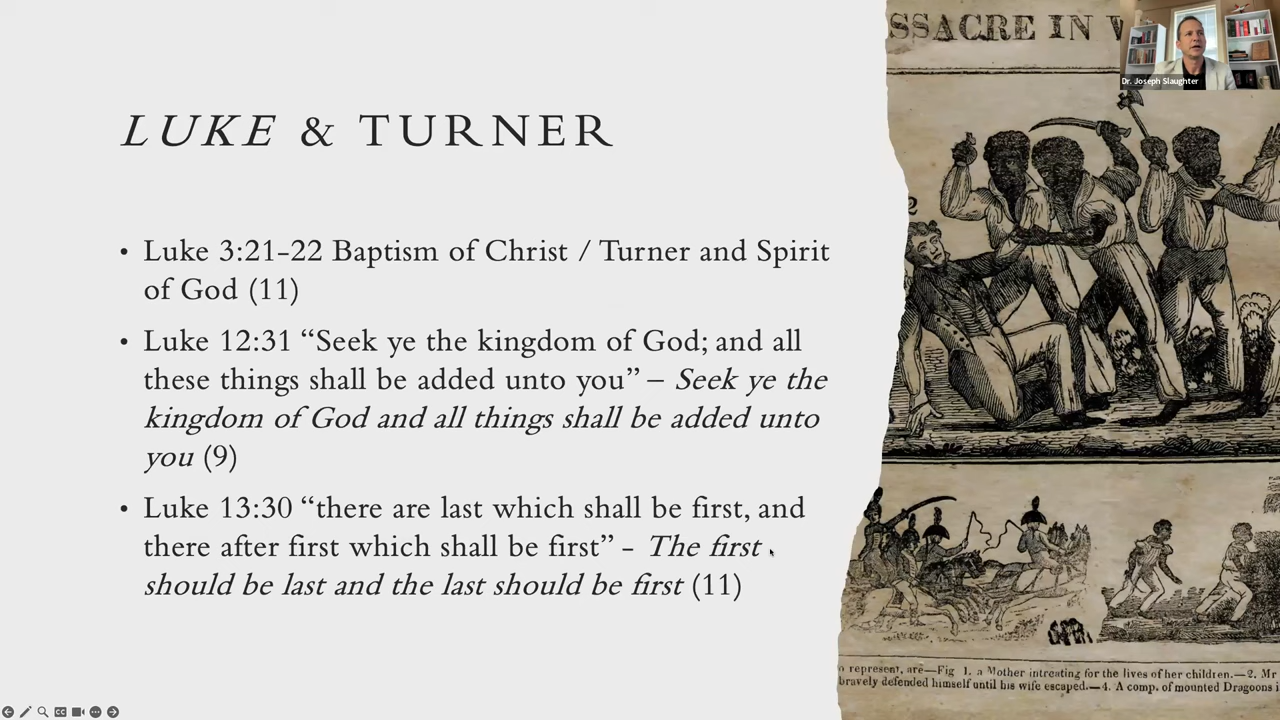 SSACRE IN V
Dr. Joseph Slaughter
LUKE & TURNER
• Luke 3:21-22 Baptism of Christ / Turner and Spirit
of God (11)
• Luke 12:31 “Seek ye the kingdom of God; and all
these things shall be added unto you” – Seek ye the
kingdom of God and all things shall be added unto
you (9)
• Luke 13:30 “there are last which shall be first, and
there after first which shall be first” - The first
should be last and the last should be first (11)
2
represent, are—Fig 1. a Mother intreating for the lives of her children.—2. Mr
bravely defended himself until his wife escaped.—4. A comp. of mounted Dragoons i